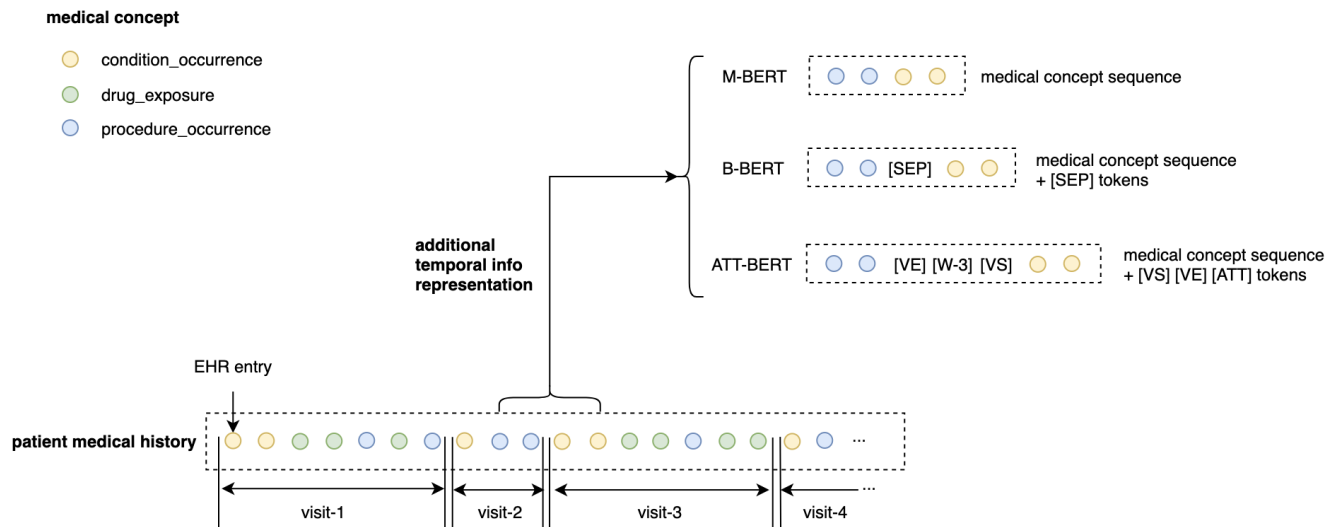 medical concept
condition_occurrence
drug_exposure
procedure_occurrence
M-BERT
medical concept sequence
B-BERT
[SEP]
medical concept sequence
+ [SEP] tokens
additional
temporal info
representation
ATT-BERT
[VE] [W-3] [VS]
medical concept sequence
+ [VS] [VE] [ATT] tokens
EHR entry
patient medical history
...
visit-1
visit-2
visit-3
visit-4
...